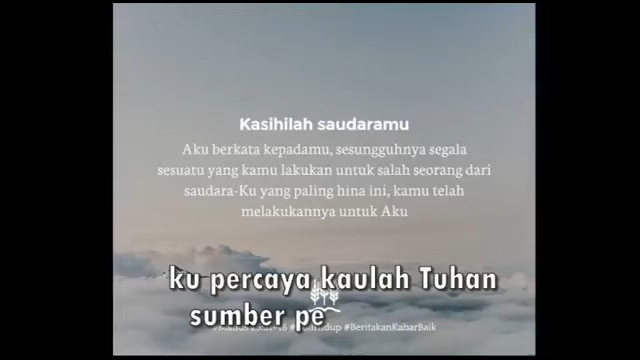 Kasihilah saudaramu
Aku berkata kepadamu, sesungguhnya segala
sesuatu yang kamu lakukan untuk salah seorang dari
saudara-Ku yang paling hina ini, kamu telah
melakukannya untuk Aku
ku percaya kaulah Tuhan
sumber pe
#BeritakanKabarBaik